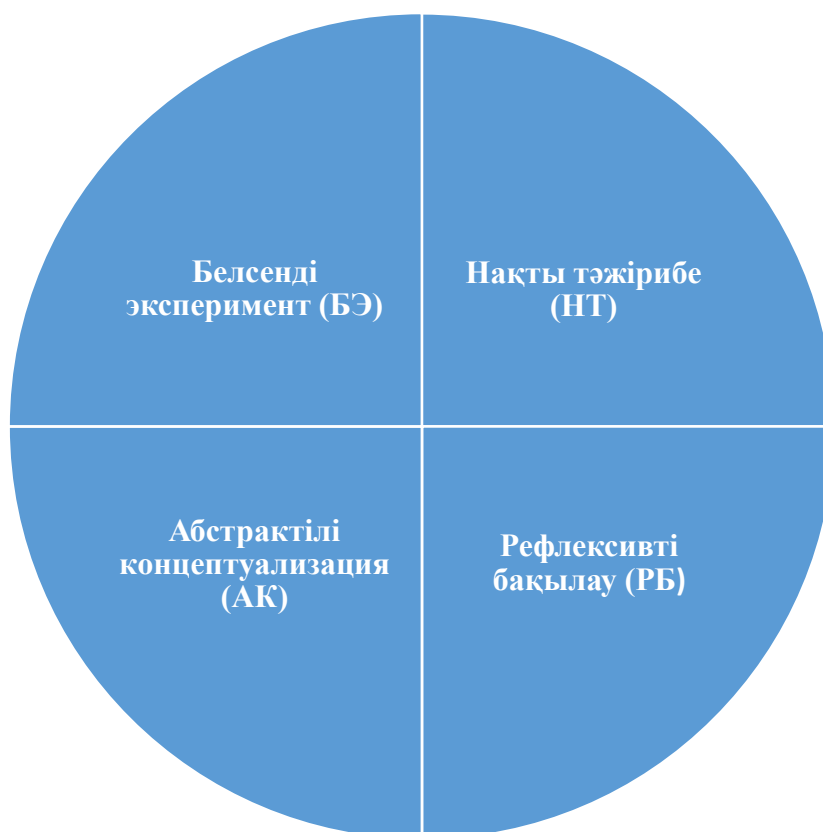 Белсенді
эксперимент (БЭ)
Нақты тәжірибе
(НТ)
Абстрактілі
концептуализация
(АК)
Рефлексивті
бақылау (РБ)